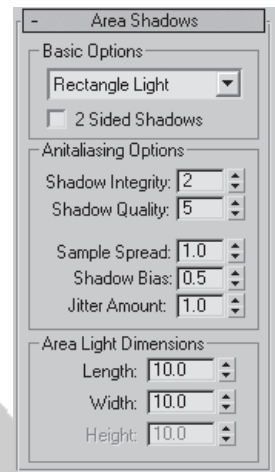 - Area Shadows
Basic Options
Rectangle Light
2 Sided Shadows
Anitaliasing Options
Shadow Integrity: 2
Shadow Quality: 5
Sample Spread: 1.0
Shadow Bias: 0.5
Jitter Amount: 1.0
Area Light Dimensions
Length: 10.0
Width: 10.0
Height: 10.0